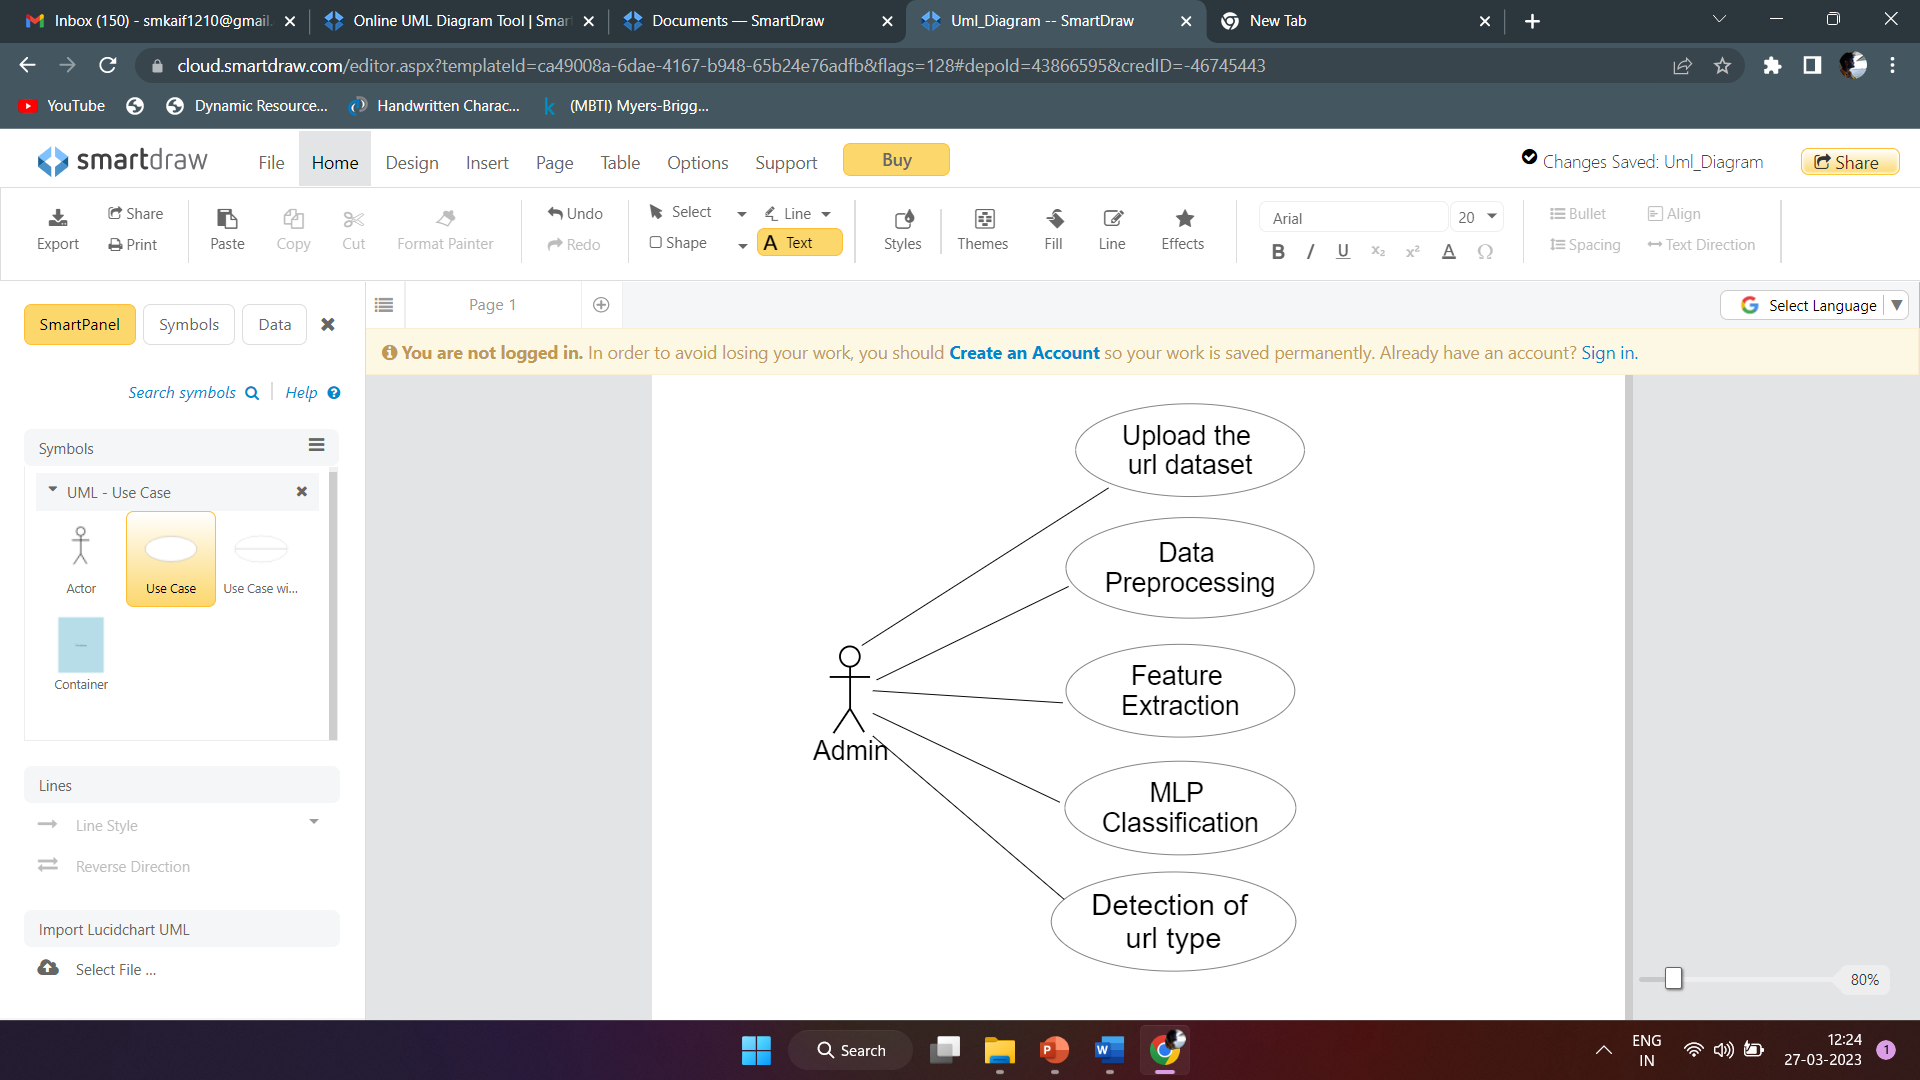 Inbox (150) - smkaif1210@gmail.
Online UML Diagram Tool | Smar
Documents — SmartDraw
Uml_Diagram -- SmartDraw
New Tab
cloud.smartdraw.com/editor.aspx?templateId=ca49008a-6dae-4167-b948-65b24e76adfb&flags=128#depoId=43866595&credID=-46745443
YouTube
Dynamic Resource...
Handwritten Charac...
(MBTI) Myers-Brigg...
smartdraw
File
Home
Design
Insert
Page
Table
Options
Support
Buy
Changes Saved: Uml_Diagram
Share
Export
Share
Print
Paste
Copy
Cut
Format Painter
Undo
Redo
Select
Shape
Line
A Text
Styles
Themes
Fill
Line
Effects
Arial
20
B I U x₂ x² A Ω
Bullet
Spacing
Align
Text Direction
SmartPanel
Symbols
Data
Page 1
Select Language
You are not logged in. In order to avoid losing your work, you should Create an Account so your work is saved permanently. Already have an account? Sign in.
Search symbols
Help
Symbols
UML - Use Case
Actor
Use Case
Use Case wi...
Container
Lines
Line Style
Reverse Direction
Import Lucidchart UML
Select File ...
Upload the
url dataset
Data
Preprocessing
Feature
Extraction
Admin
MLP
Classification
Detection of
url type
80%
Search
ENG
IN
12:24
27-03-2023
1